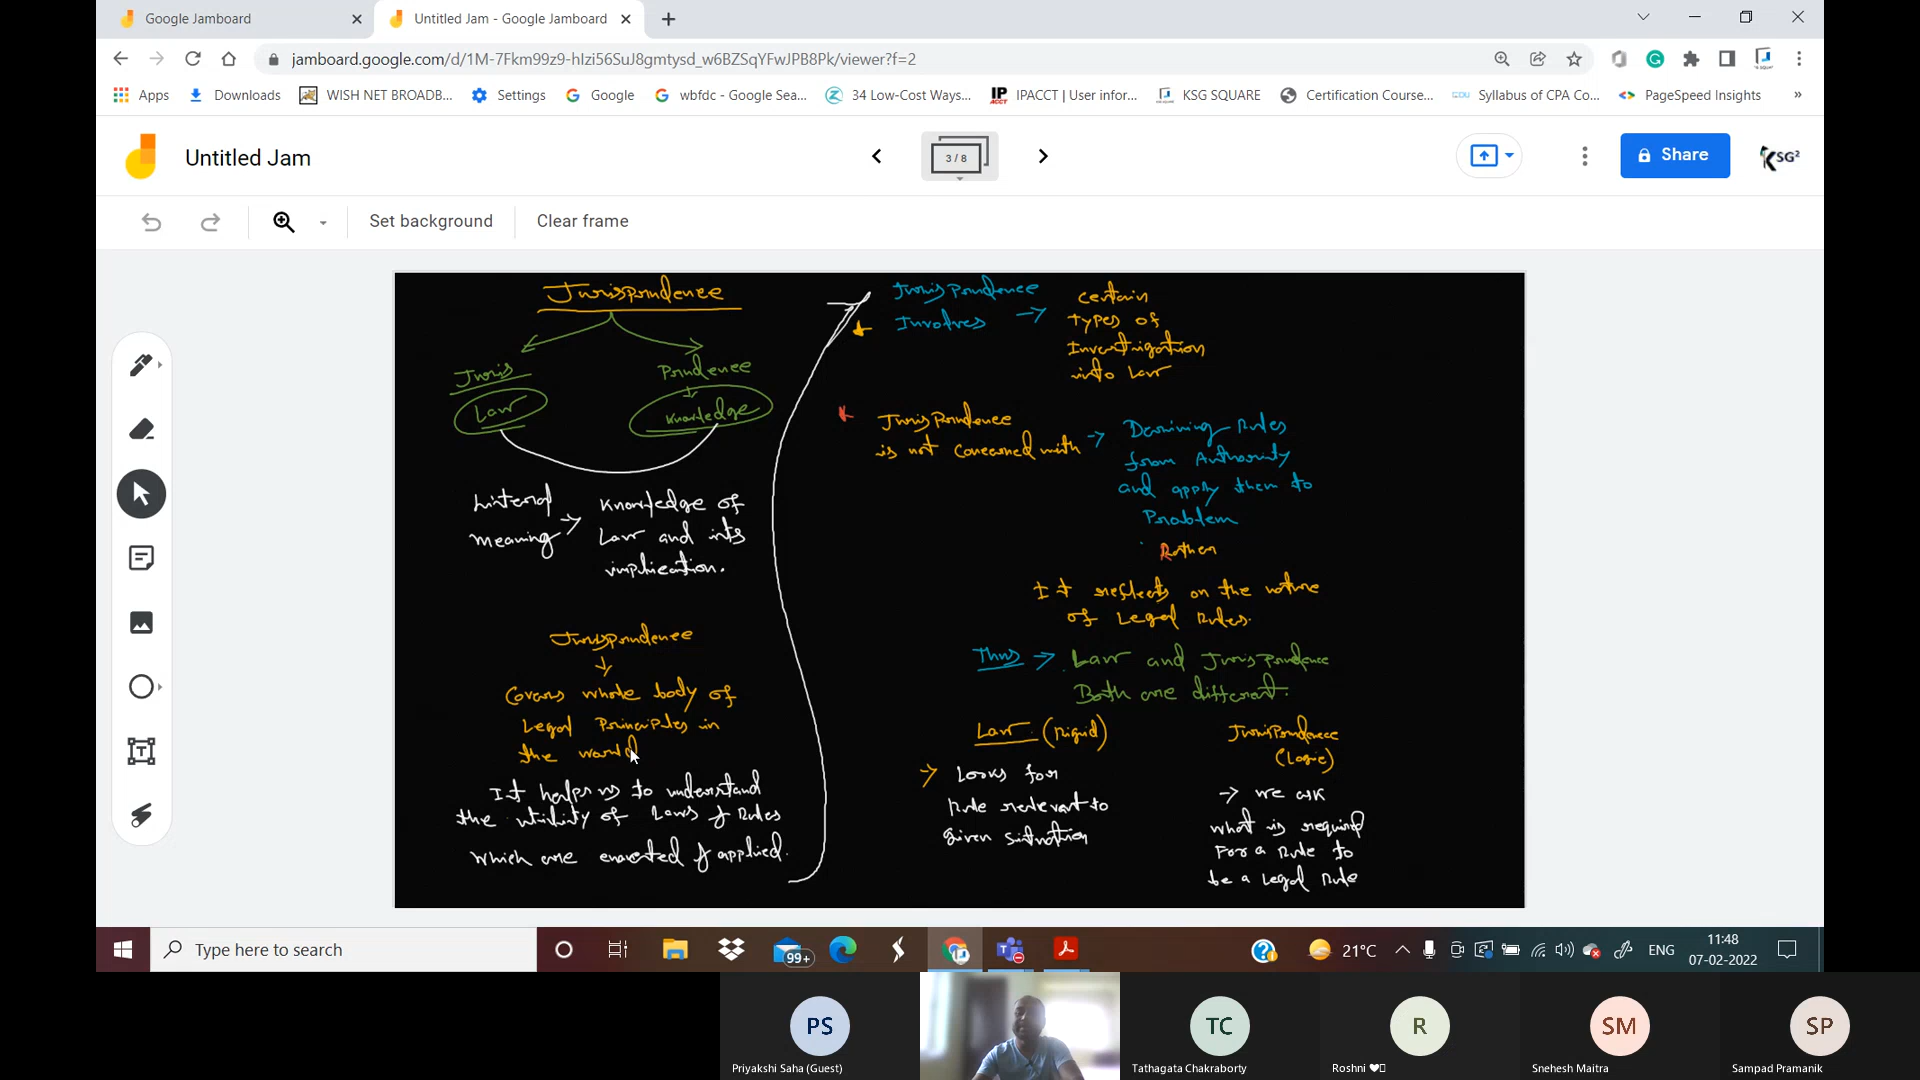 Google Jamboard
Untitled Jam - Google Jamboard
jamboard.google.com/d/1M-7Fkm99z9-hIzi56SuJ8gmtysd_w6BZSqYFwJPB8Pk/viewer?f=2
Apps
Downloads
WISH NET BROADB...
Settings
Google
wbfdc - Google Sea...
34 Low-Cost Ways...
IPACCT | User infor...
KSG SQUARE
Certification Course...
Syllabus of CPA Co...
PageSpeed Insights
Untitled Jam
3 / 8
Share
KSG²
Set background
Clear frame
Jurisprudence
Juris
Prudence
Law
Knowledge
Literal
meaning
Knowledge of
Law and its
implication.
Jurisprudence
Covers whole body of
Legal Principles in
the world
It helps us to understand
the utility of Laws & Rules
which are enacted & applied.
Jurisprudence
Involves
certain
types of
Investigation
into Law
Jurisprudence
is not concerned with
Deriving Rules
from Authority
and apply them to
Problem
Rather
It reflects on the nature
of Legal Rules.
Thus → Law and Jurisprudence
Both are different.
Law (Rigid)
→ Looks for
Rule relevant to
given situation
Jurisprudence
(Logic)
→ we ask
what is required
For a Rule to
be a Legal Rule
Type here to search
99+
21°C
ENG
11:48
07-02-2022
PS
Priyakshi Saha (Guest)
TC
Tathagata Chakraborty
R
Roshni
SM
Snehesh Maitra
SP
Sampad Pramanik